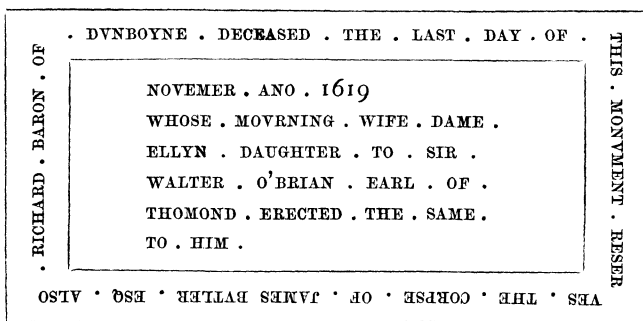 THIS . MONVMENT . RESER
VES . THE . CORPSE . OF . JAMES BVTLER . ESQ . ALSO
. RICHARD . BARON . OF
. DVNBOYNE . DECEASED . THE . LAST . DAY . OF .
NOVEMER . ANO . 1619
WHOSE . MOVRNING . WIFE . DAME .
ELLYN . DAUGHTER . TO . SIR .
WALTER . O'BRIAN . EARL . OF .
THOMOND . ERECTED . THE . SAME .
TO . HIM .